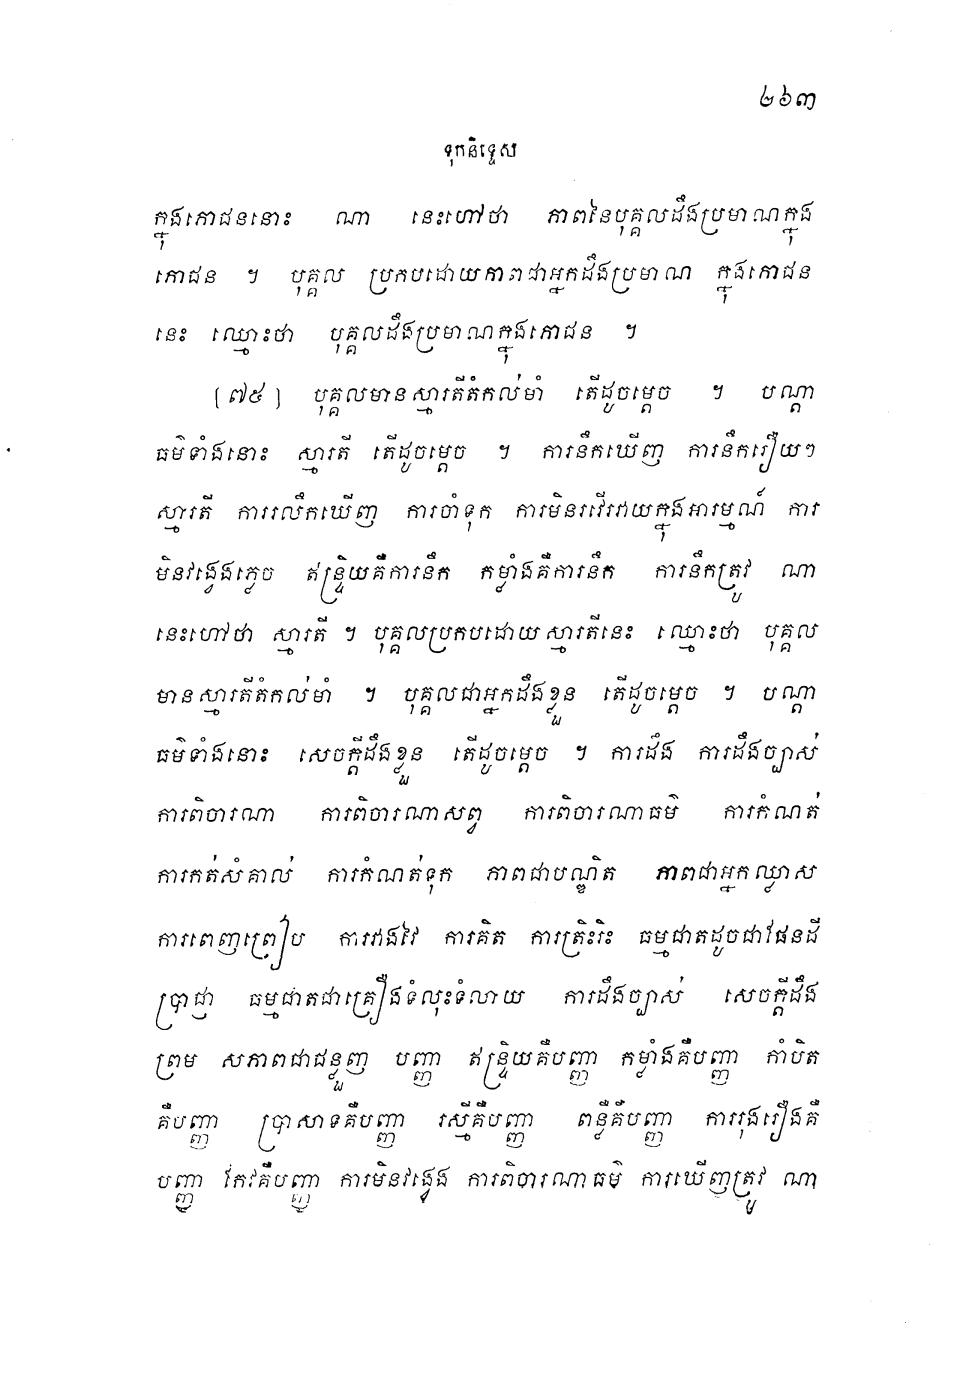 ២៦៣
ទុកនិទ្ទេស
ក្នុងភោជននោះ ណា នេះហៅថា ភាពនៃបុគ្គលដឹងប្រមាណក្នុង
ភោជន ។ បុគ្គល ប្រកបដោយភាពជាអ្នកដឹងប្រមាណ ក្នុងភោជន
នេះ ឈ្មោះថា បុគ្គលដឹងប្រមាណក្នុងភោជន ។
[៧៥] បុគ្គលមានស្មារតីតំកល់មាំ តើដូចម្តេច ។ បណ្តា
ធម៌ទាំងនោះ ស្មារតី តើដូចម្តេច ។ ការនឹកឃើញ ការនឹករឿយៗ
ស្មារតី ការរលឹកឃើញ ការចាំទុក ការមិនរវើរវាយក្នុងអារម្មណ៍ ការ
មិនវង្វេងភ្លេច ឥន្ទ្រិយគឺការនឹក កម្លាំងគឺការនឹក ការនឹកត្រូវ ណា
នេះហៅថា ស្មារតី ។ បុគ្គលប្រកបដោយស្មារតីនេះ ឈ្មោះថា បុគ្គល
មានស្មារតីតំកល់មាំ ។ បុគ្គលជាអ្នកដឹងខ្លួន តើដូចម្តេច ។ បណ្តា
ធម៌ទាំងនោះ សេចក្តីដឹងខ្លួន តើដូចម្តេច ។ ការដឹង ការដឹងច្បាស់
ការពិចារណា ការពិចារណាសព្វ ការពិចារណាធម៌ ការកំណត់
ការកត់សំគាល់ ការកំណត់ទុក ភាពជាបណ្ឌិត ភាពជាអ្នកឈ្លាស
ការពេញព្រៀប ការវាងវៃ ការគិត ការត្រិះរិះ ធម្មជាតដូចជាផែនដី
ប្រាជ្ញា ធម្មជាតជាគ្រឿងទំលុះទំលាយ ការដឹងច្បាស់ សេចក្តីដឹង
ព្រម សភាពជាជន្លួញ បញ្ញា ឥន្ទ្រិយគឺបញ្ញា កម្លាំងគឺបញ្ញា កាំបិត
គឺបញ្ញា ប្រាសាទគឺបញ្ញា រស្មីគឺបញ្ញា ពន្លឺគឺបញ្ញា ការរុងរឿងគឺ
បញ្ញា កែវគឺបញ្ញា ការមិនវង្វេង ការពិចារណាធម៌ ការឃើញត្រូវ ណា